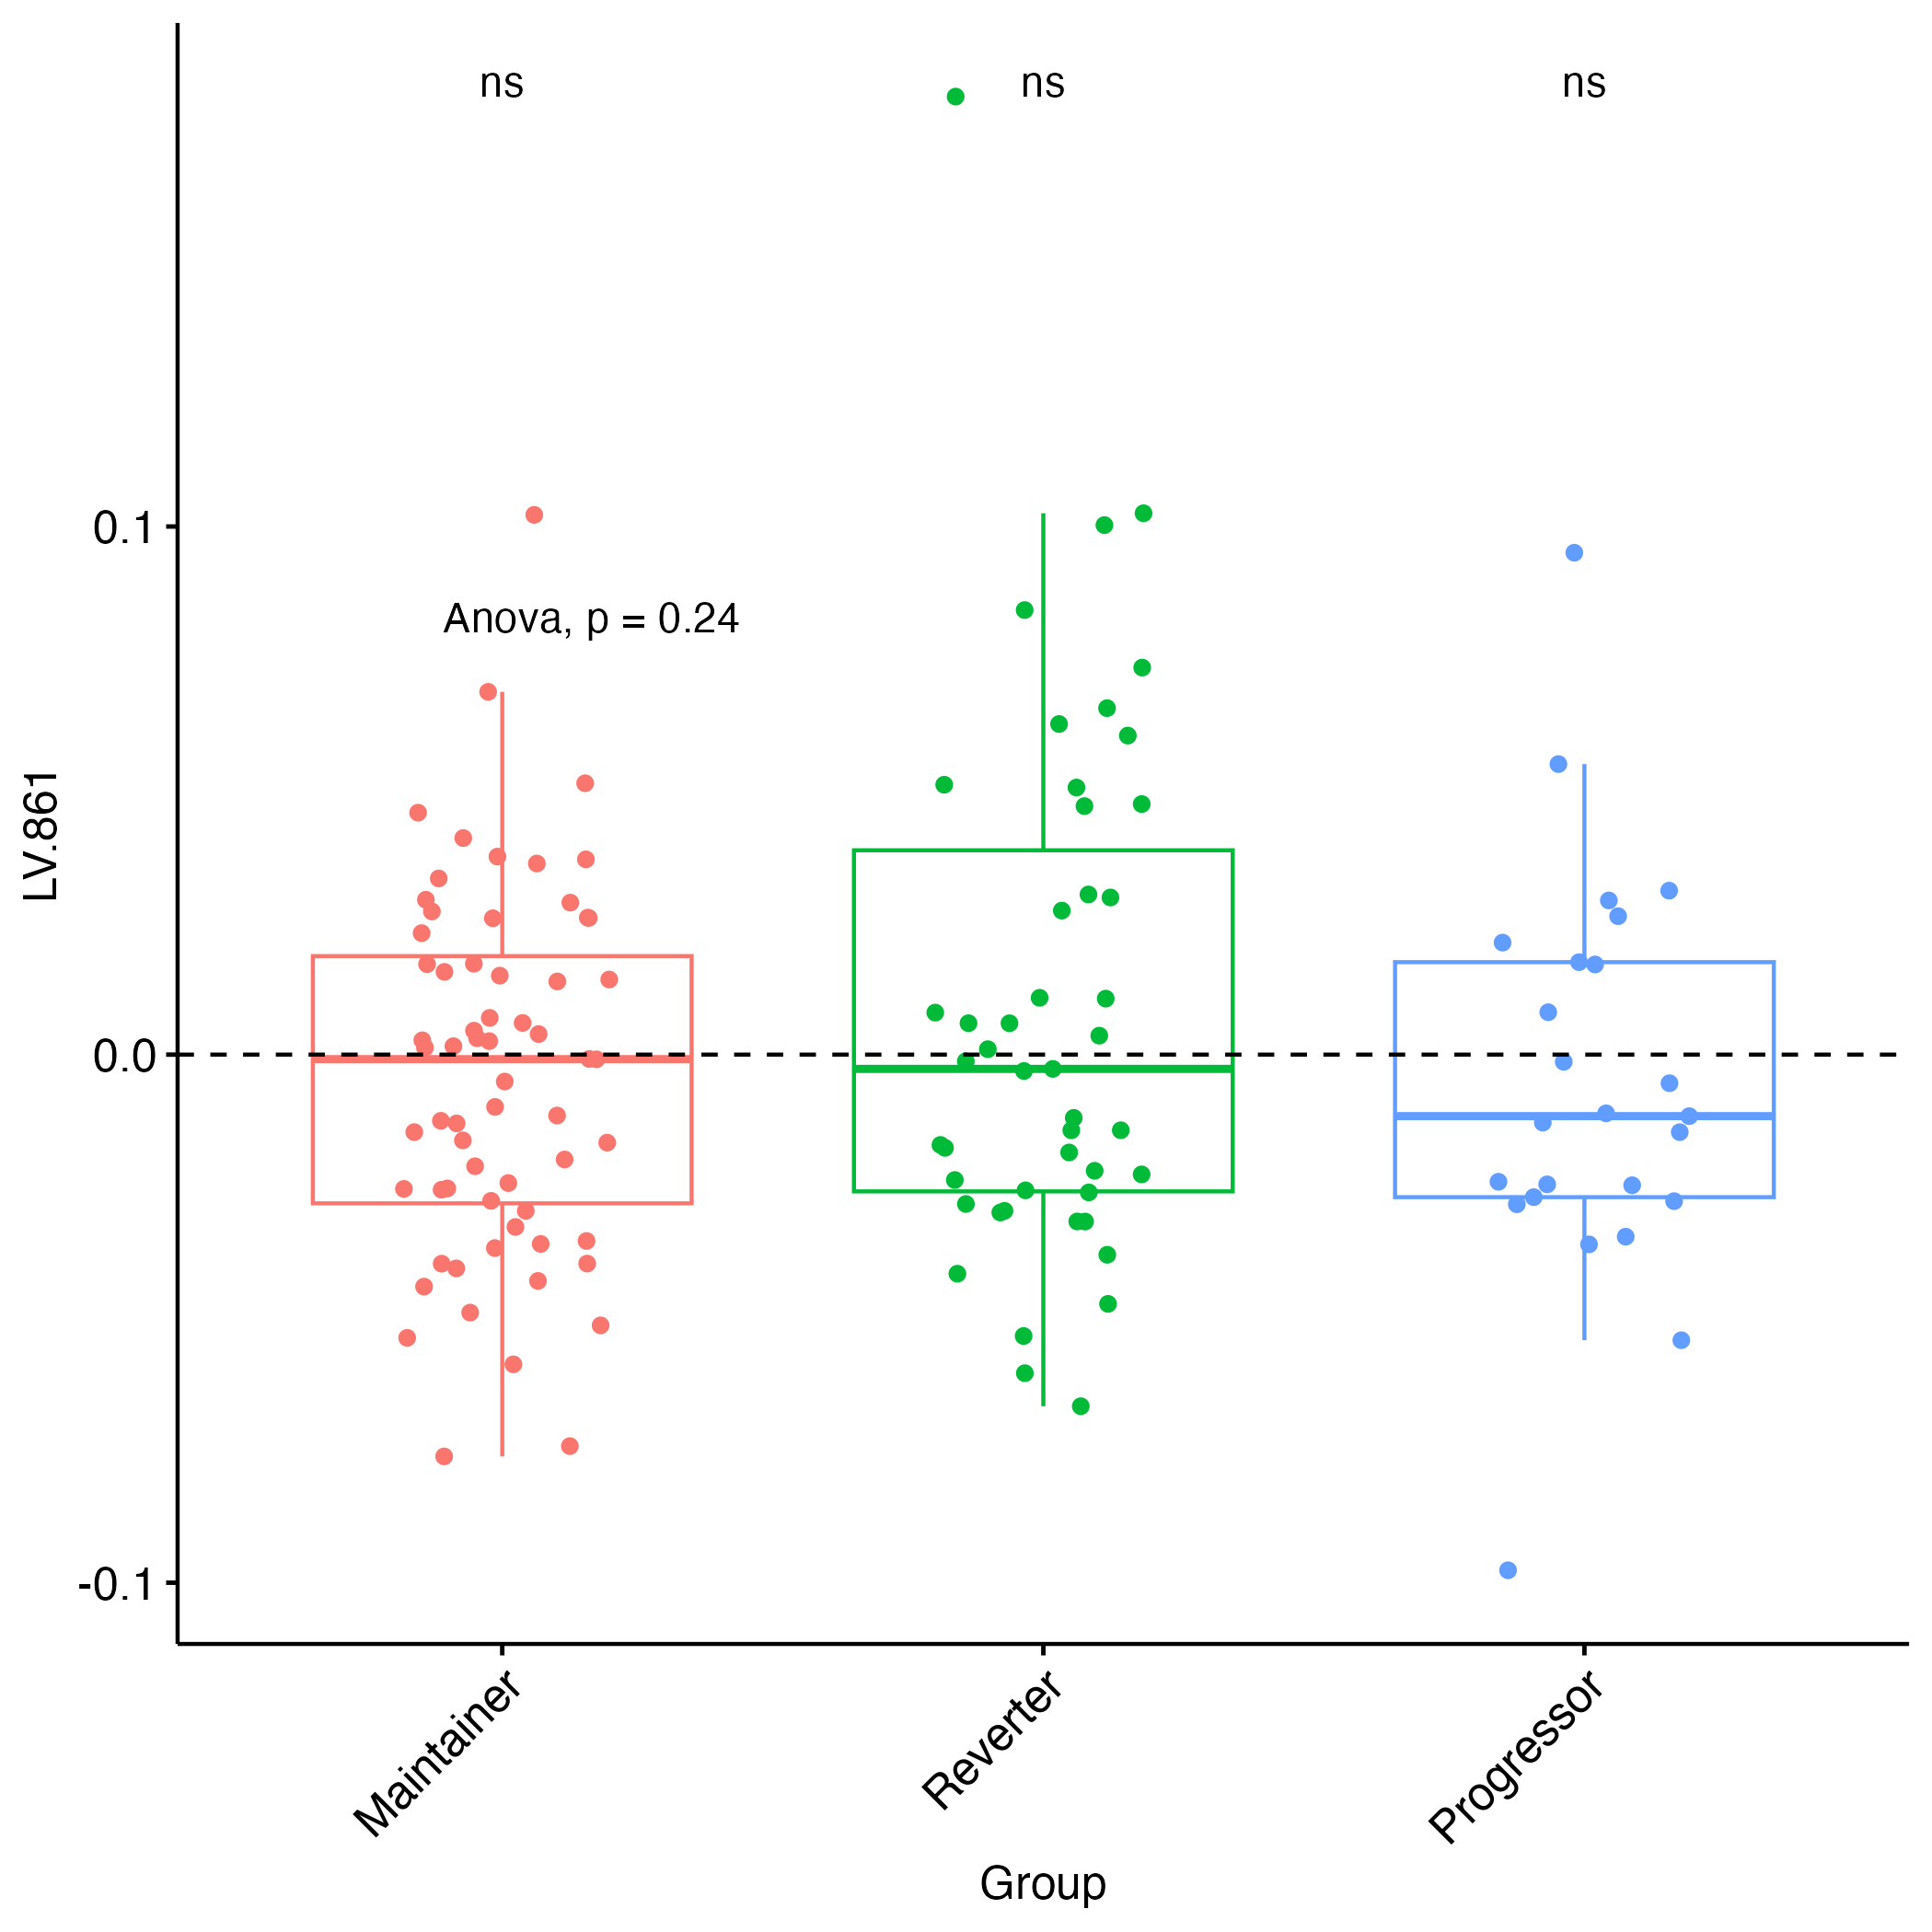 ns ns ns
Anova, p = 0.24
LV.861
0.1
0.0
-0.1
Maintainer
Reverter
Progressor
Group